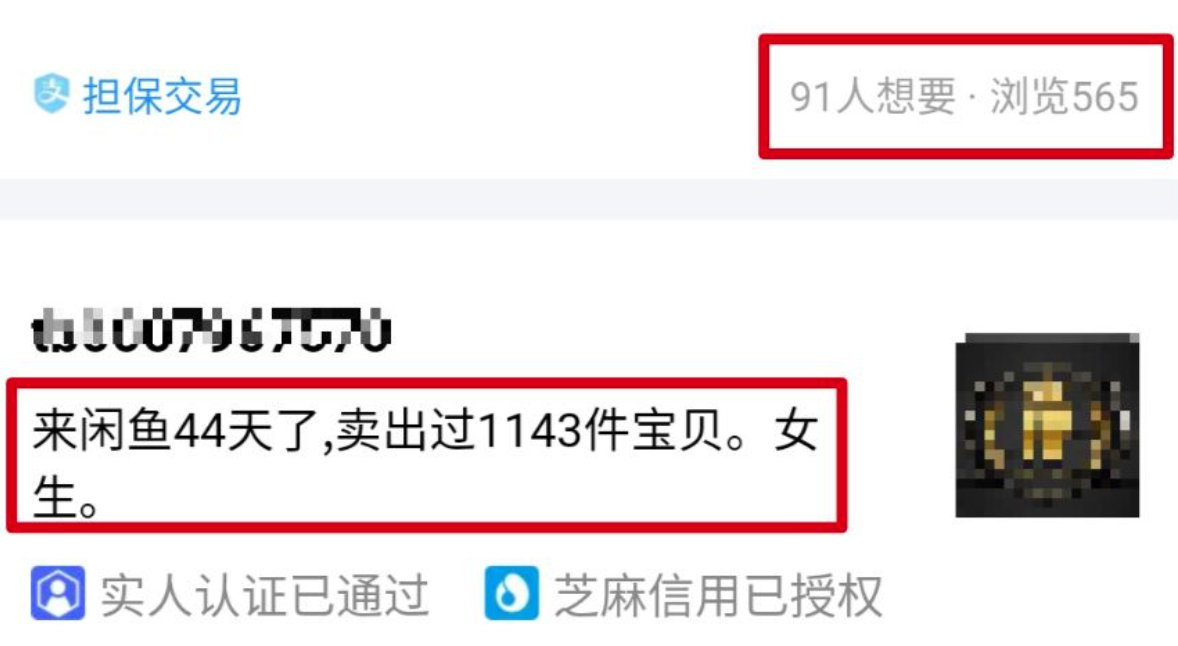 担保交易
91人想要 · 浏览565
来闲鱼44天了,卖出过1143件宝贝。女
生。
实人认证已通过
芝麻信用已授权